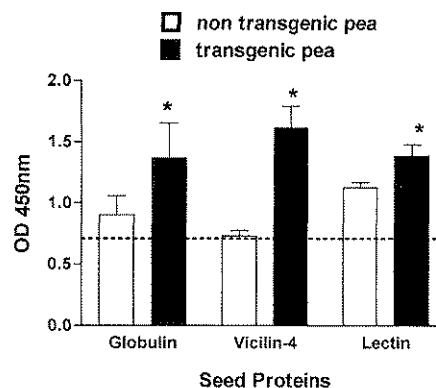 non transgenic pea
transgenic pea
2.0
1.5
1.0
0.5
0.0
OD 450nm
*
*
*
Globulin Vicilin-4 Lectin
Seed Proteins